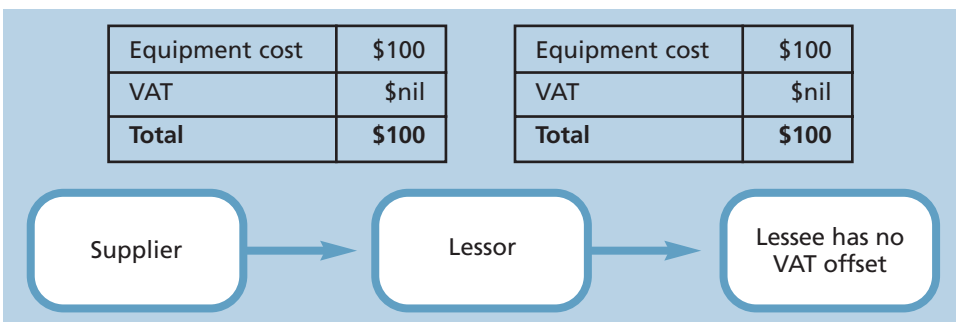 Equipment cost $100
VAT $nil
Total $100
Equipment cost $100
VAT $nil
Total $100
Supplier
Lessor
Lessee has no
VAT offset